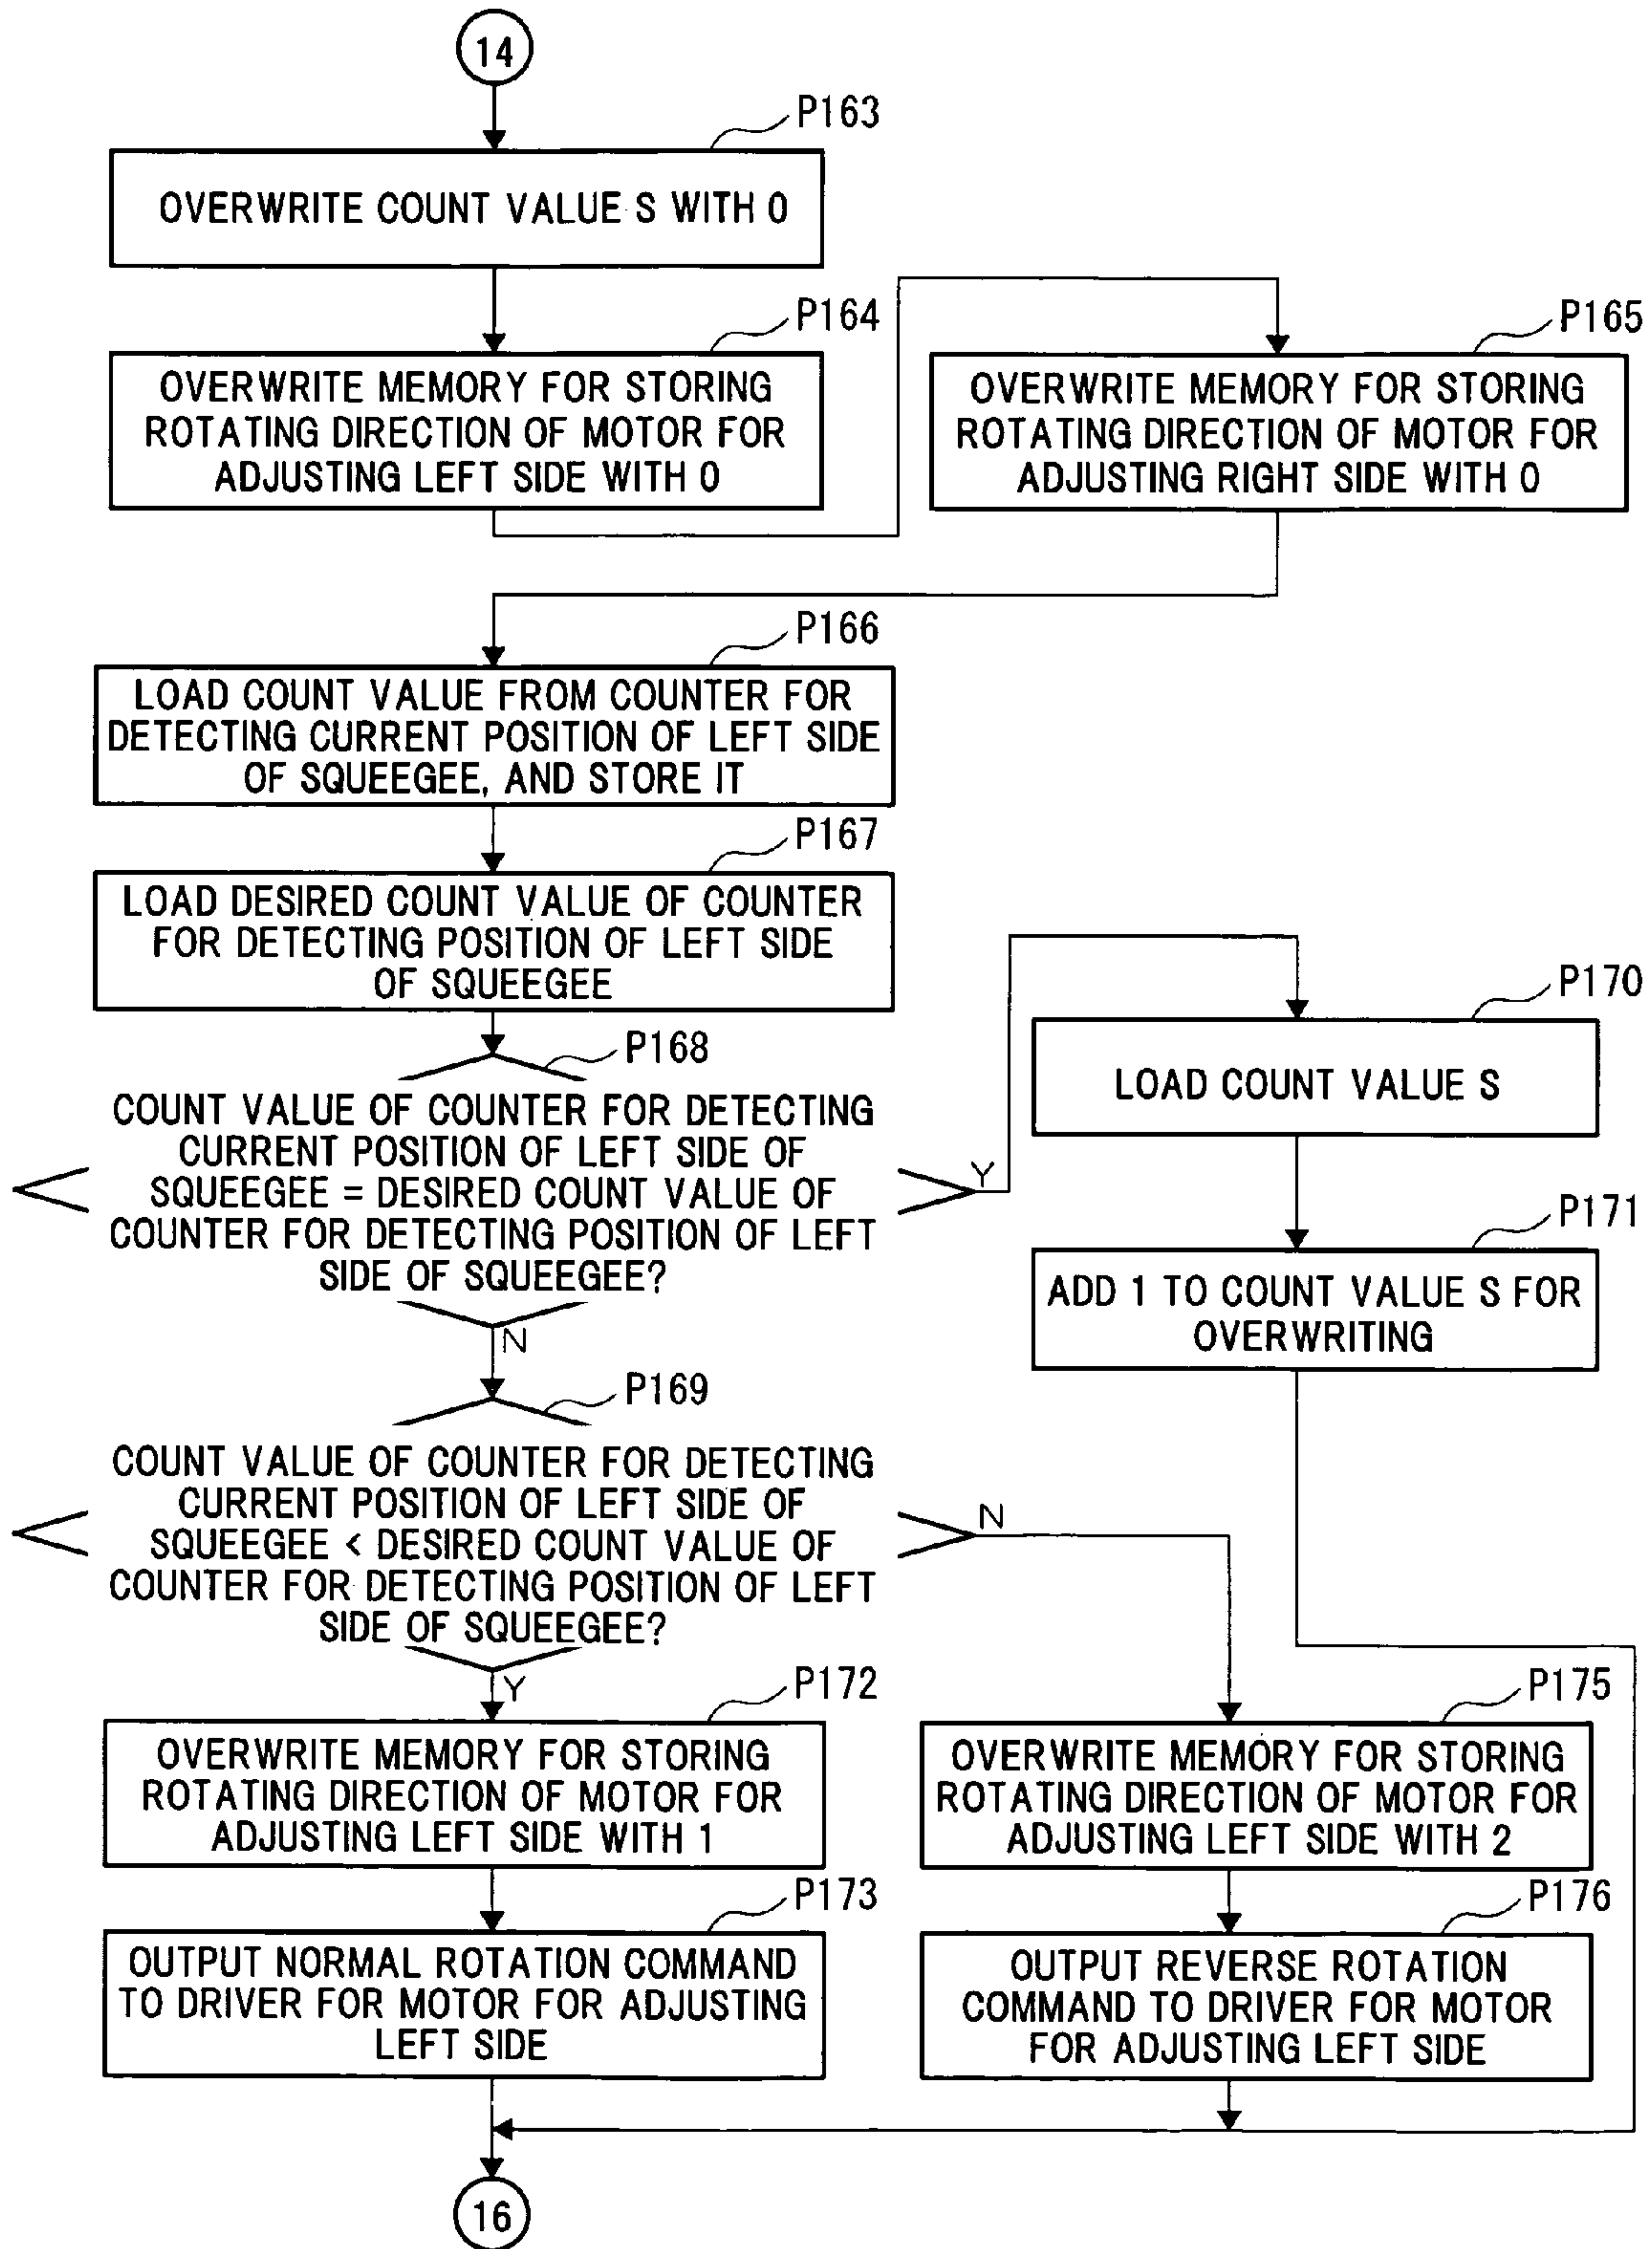 14
P163
OVERWRITE COUNT VALUE S WITH 0
P164
OVERWRITE MEMORY FOR STORING
ROTATING DIRECTION OF MOTOR FOR
ADJUSTING LEFT SIDE WITH 0
P165
OVERWRITE MEMORY FOR STORING
ROTATING DIRECTION OF MOTOR FOR
ADJUSTING RIGHT SIDE WITH 0
P166
LOAD COUNT VALUE FROM COUNTER FOR
DETECTING CURRENT POSITION OF LEFT SIDE
OF SQUEEGEE, AND STORE IT
P167
LOAD DESIRED COUNT VALUE OF COUNTER
FOR DETECTING POSITION OF LEFT SIDE
OF SQUEEGEE
P168
COUNT VALUE OF COUNTER FOR DETECTING
CURRENT POSITION OF LEFT SIDE OF
SQUEEGEE = DESIRED COUNT VALUE OF
COUNTER FOR DETECTING POSITION OF LEFT
SIDE OF SQUEEGEE?
Y
N
P170
LOAD COUNT VALUE S
P171
ADD 1 TO COUNT VALUE S FOR
OVERWRITING
P169
COUNT VALUE OF COUNTER FOR DETECTING
CURRENT POSITION OF LEFT SIDE OF
SQUEEGEE < DESIRED COUNT VALUE OF
COUNTER FOR DETECTING POSITION OF LEFT
SIDE OF SQUEEGEE?
N
Y
P172
OVERWRITE MEMORY FOR STORING
ROTATING DIRECTION OF MOTOR FOR
ADJUSTING LEFT SIDE WITH 1
P173
OUTPUT NORMAL ROTATION COMMAND
TO DRIVER FOR MOTOR FOR ADJUSTING
LEFT SIDE
P175
OVERWRITE MEMORY FOR STORING
ROTATING DIRECTION OF MOTOR FOR
ADJUSTING LEFT SIDE WITH 2
P176
OUTPUT REVERSE ROTATION
COMMAND TO DRIVER FOR MOTOR
FOR ADJUSTING LEFT SIDE
16